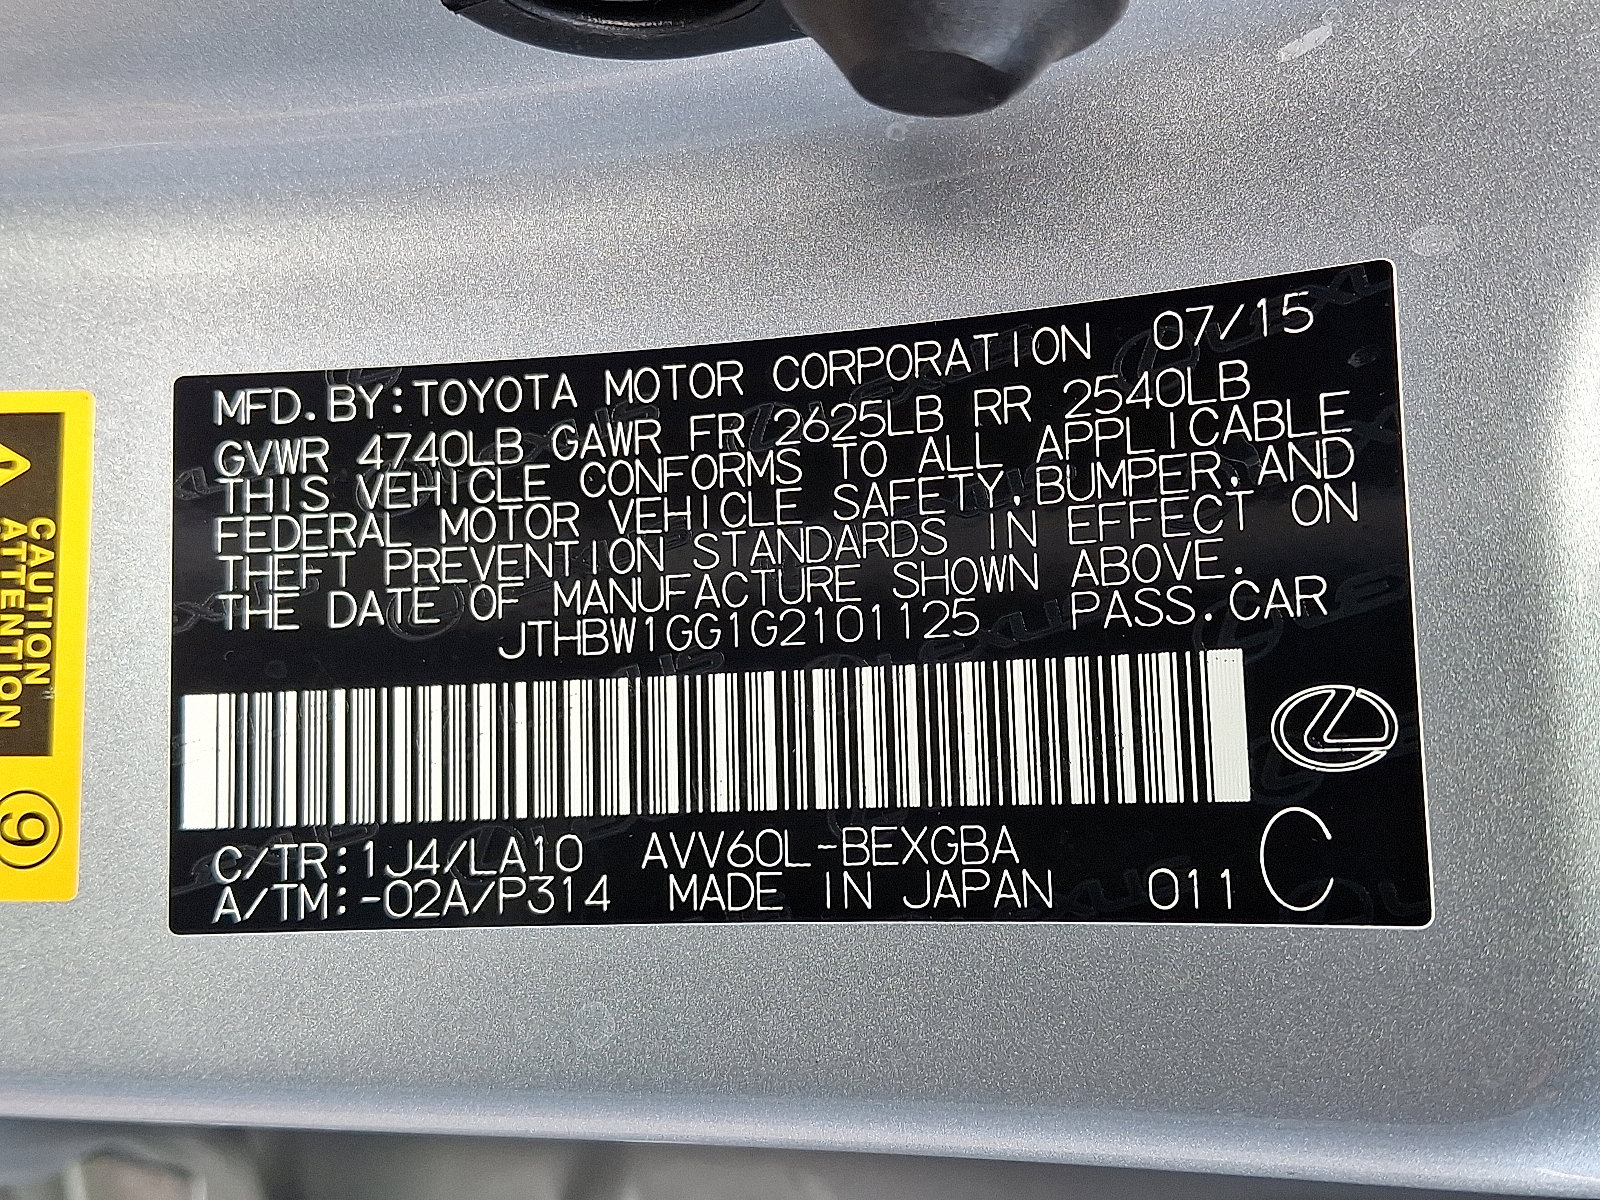 MFD. BY: TOYOTA MOTOR CORPORATION 07/15
GVWR 4740LB GAWR FR 2625LB RR 2540LB
THIS VEHICLE CONFORMS TO ALL APPLICABLE
FEDERAL MOTOR VEHICLE SAFETY, BUMPER, AND
THEFT PREVENTION STANDARDS IN EFFECT ON
THE DATE OF MANUFACTURE SHOWN ABOVE.
JTHBW1GG1G2101125 PASS. CAR
C/TR: 1J4/LA10 AVV60L-BEXGBA
A/TM: -02A/P314 MADE IN JAPAN 011 C
CAUTION
ATTENTION
9